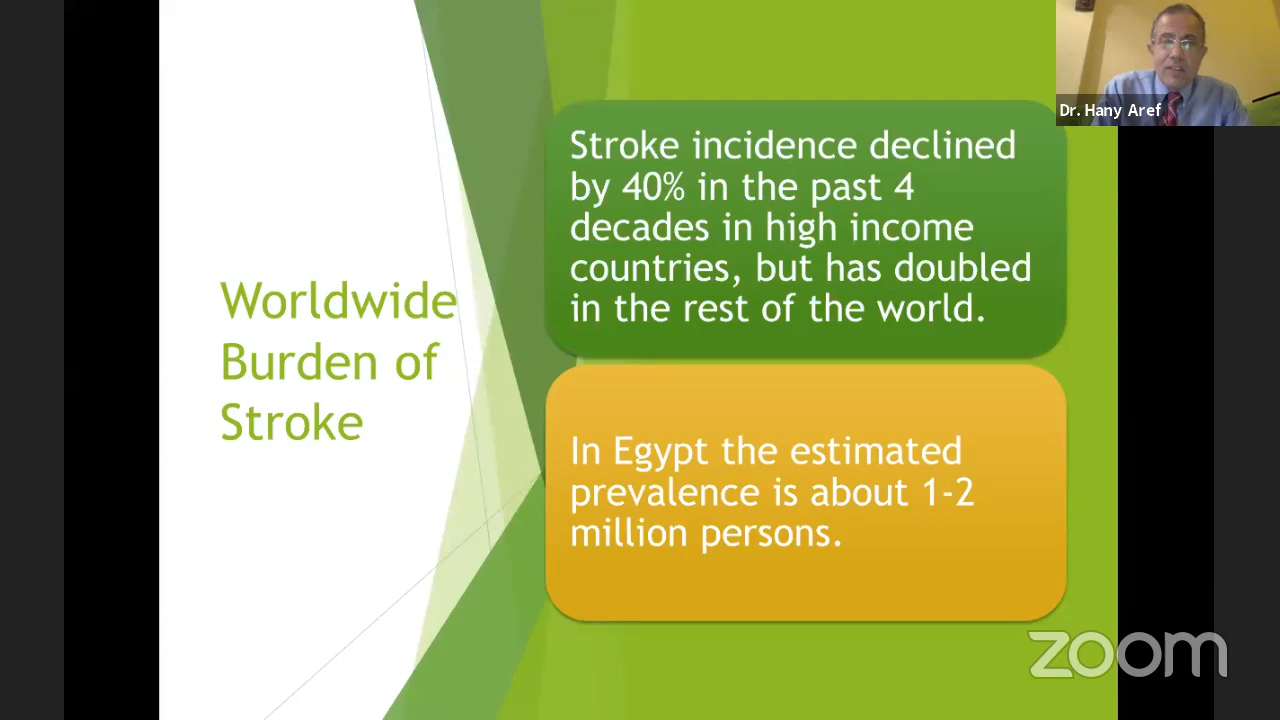 Dr. Hany Aref
Worldwide
Burden of
Stroke
Stroke incidence declined
by 40% in the past 4
decades in high income
countries, but has doubled
in the rest of the world.
In Egypt the estimated
prevalence is about 1-2
million persons.
zoom